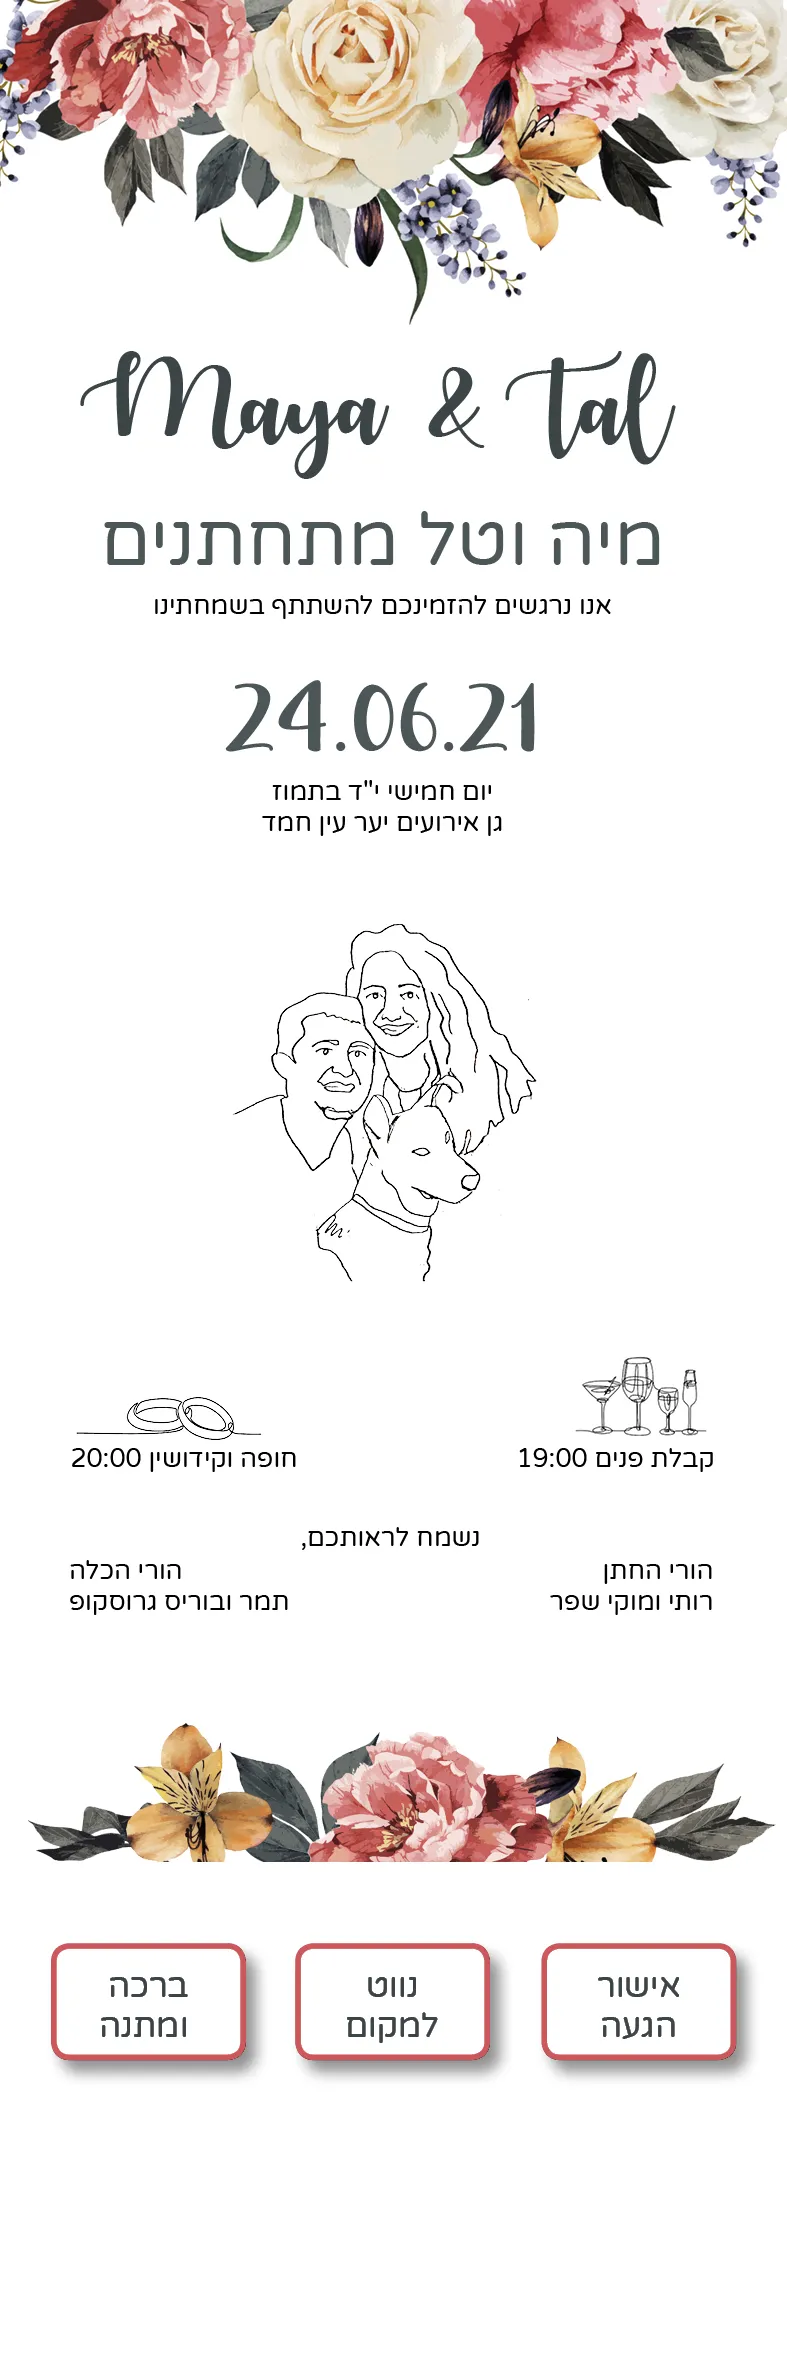 Maya & Tal
מיה וטל מתחתנים
אנו נרגשים להזמינכם להשתתף בשמחתינו
24.06.21
יום חמישי י"ד בתמוז
גן אירועים יער עין חמד
קבלת פנים 19:00
חופה וקידושין 20:00
נשמח לראותכם,
הורי החתן
רותי ומוקי שפר
הורי הכלה
תמר ובוריס גרוסקופ
אישור
הגעה
נווט
למקום
ברכה
ומתנה